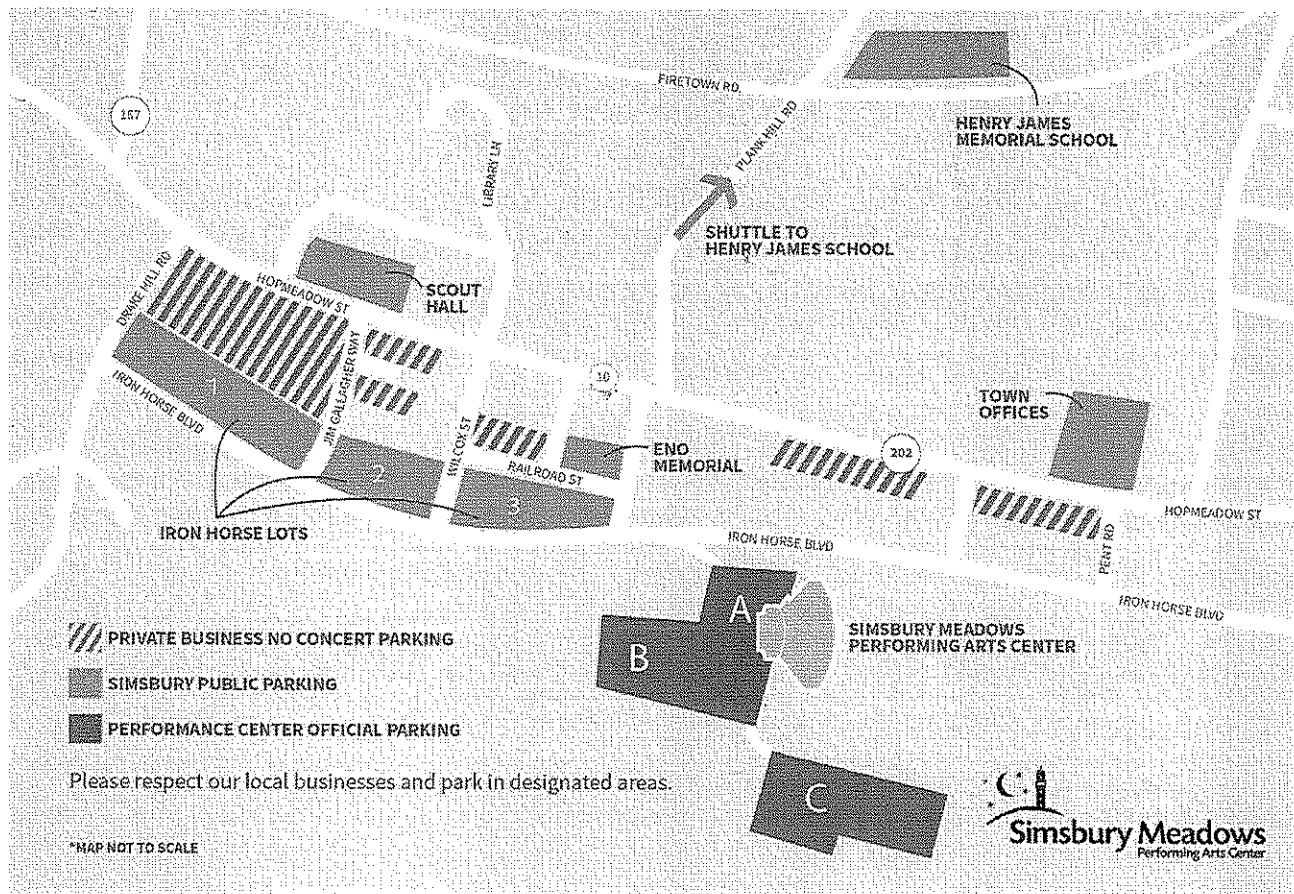 FIRETOWN RD
167
HENRY JAMES
MEMORIAL SCHOOL
PLANK HILL RD
LIBRARY LN
SHUTTLE TO
HENRY JAMES SCHOOL
DRAKE HILL RD
HOPMEADOW ST
SCOUT
HALL
JIM GALLAGHER WAY
1
IRON HORSE BLVD
10
TOWN
OFFICES
WILCOX ST
ENO
MEMORIAL
202
2
RAILROAD ST
3
HOPMEADOW ST
IRON HORSE LOTS
IRON HORSE BLVD
PENT RD
IRON HORSE BLVD
A
B
SIMSBURY MEADOWS
PERFORMING ARTS CENTER
PRIVATE BUSINESS NO CONCERT PARKING
SIMSBURY PUBLIC PARKING
PERFORMANCE CENTER OFFICIAL PARKING
Please respect our local businesses and park in designated areas.
C
*MAP NOT TO SCALE
Simsbury Meadows
Performing Arts Center